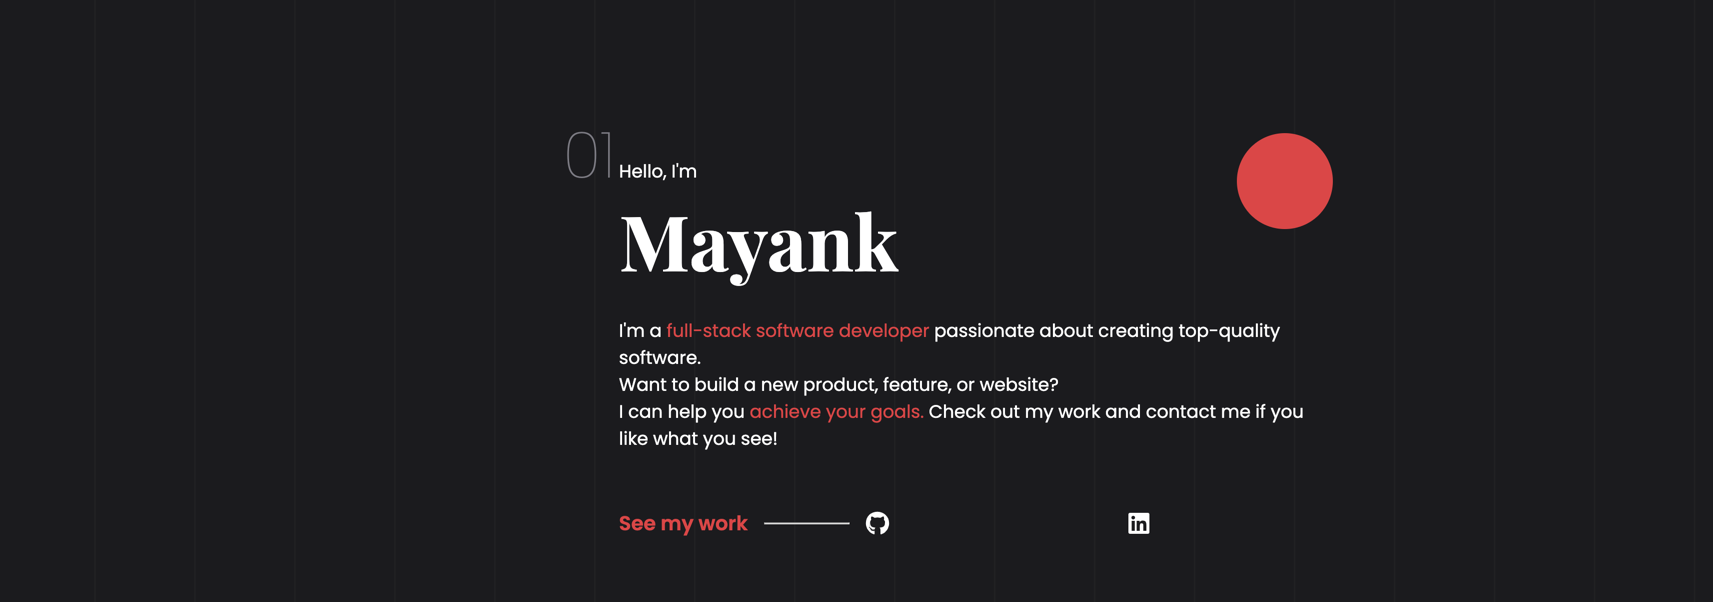 01
Hello, I'm
Mayank
I'm a full-stack software developer passionate about creating top-quality
software.
Want to build a new product, feature, or website?
I can help you achieve your goals. Check out my work and contact me if you
like what you see!
See my work
in